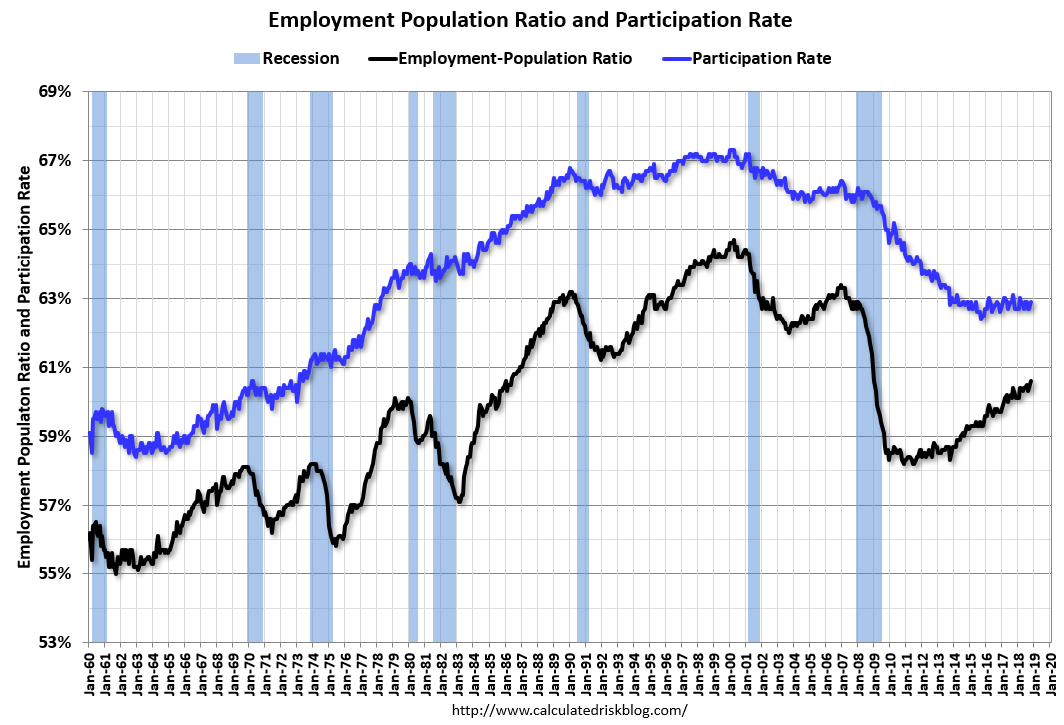 Employment Population Ratio and Participation Rate
Recession
Employment-Population Ratio
Participation Rate
Employment Populaton Ratio and Participation Rate
69%
67%
65%
63%
61%
59%
57%
55%
53%
Jan-60
Jan-61
Jan-62
Jan-63
Jan-64
Jan-65
Jan-66
Jan-67
Jan-68
Jan-69
Jan-70
Jan-71
Jan-72
Jan-73
Jan-74
Jan-75
Jan-76
Jan-77
Jan-78
Jan-79
Jan-80
Jan-81
Jan-82
Jan-83
Jan-84
Jan-85
Jan-86
Jan-87
Jan-88
Jan-89
Jan-90
Jan-91
Jan-92
Jan-93
Jan-94
Jan-95
Jan-96
Jan-97
Jan-98
Jan-99
Jan-00
Jan-01
Jan-02
Jan-03
Jan-04
Jan-05
Jan-06
Jan-07
Jan-08
Jan-09
Jan-10
Jan-11
Jan-12
Jan-13
Jan-14
Jan-15
Jan-16
Jan-17
Jan-18
Jan-19
Jan-20
http://www.calculatedriskblog.com/